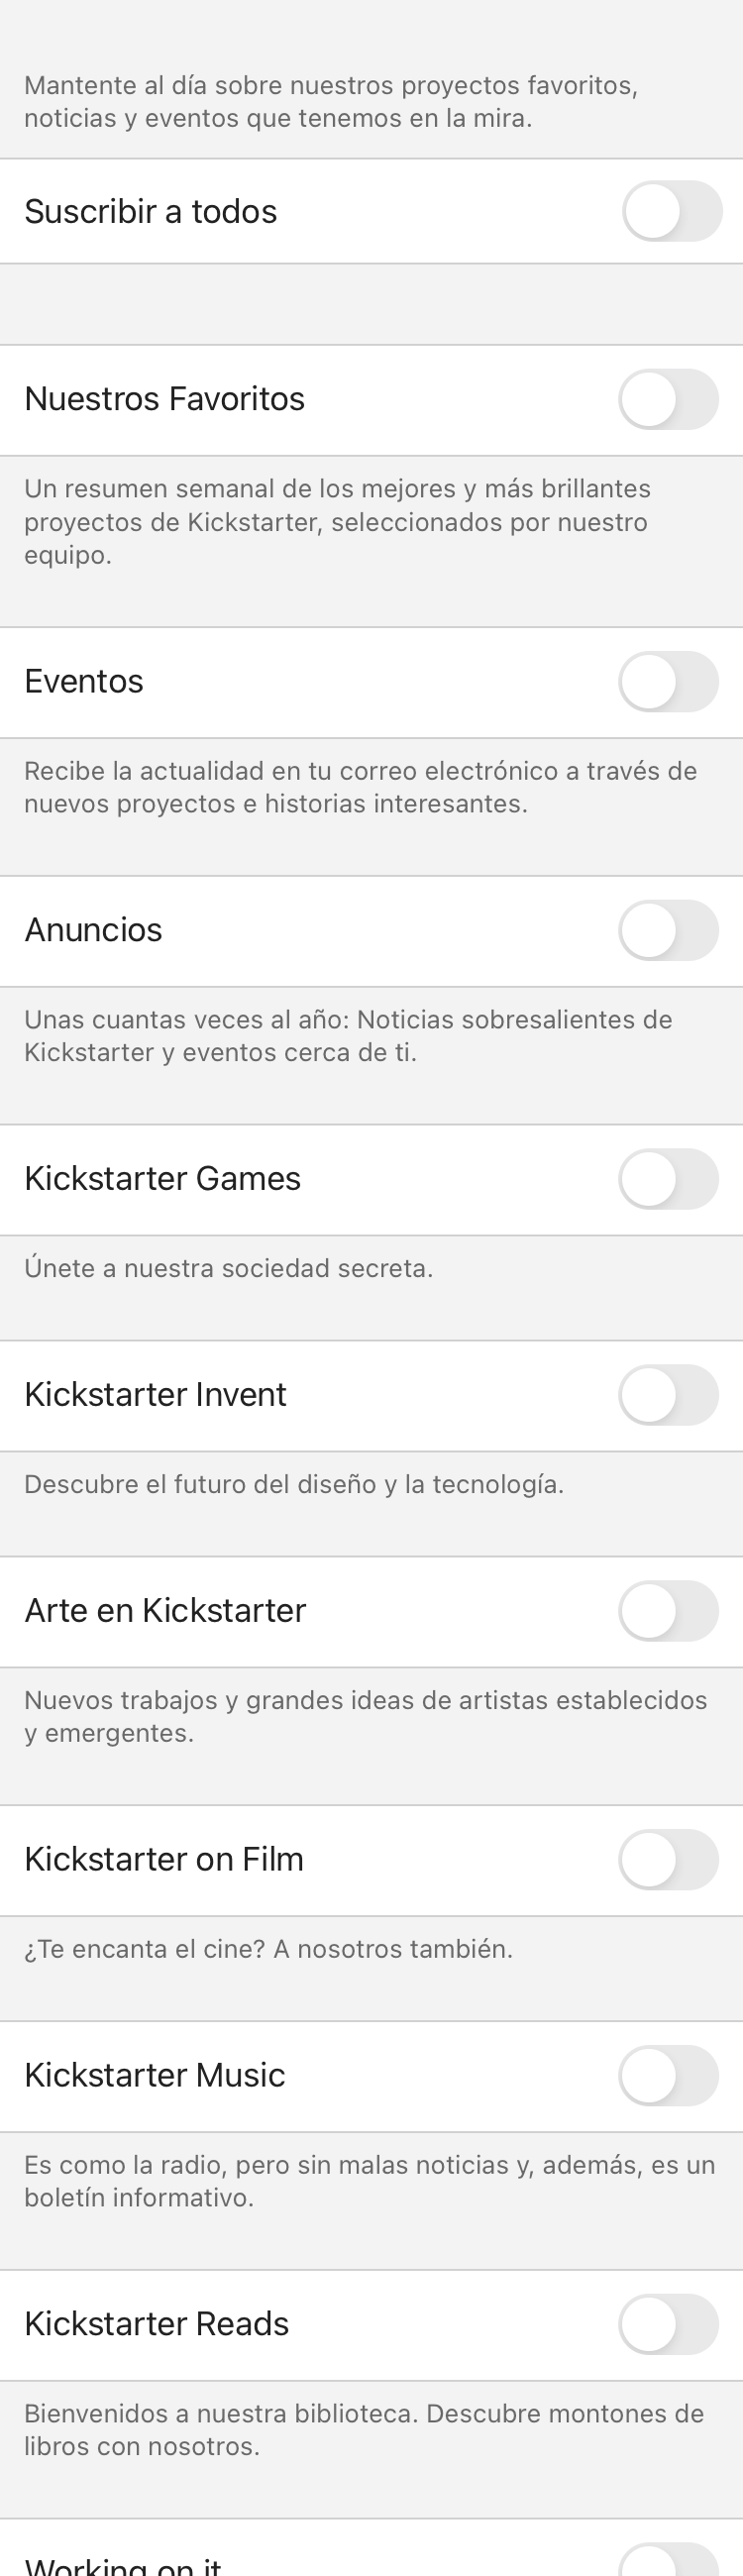 Mantente al día sobre nuestros proyectos favoritos,
noticias y eventos que tenemos en la mira.
Suscribir a todos
Nuestros Favoritos
Un resumen semanal de los mejores y más brillantes
proyectos de Kickstarter, seleccionados por nuestro
equipo.
Eventos
Recibe la actualidad en tu correo electrónico a través de
nuevos proyectos e historias interesantes.
Anuncios
Unas cuantas veces al año: Noticias sobresalientes de
Kickstarter y eventos cerca de ti.
Kickstarter Games
Únete a nuestra sociedad secreta.
Kickstarter Invent
Descubre el futuro del diseño y la tecnología.
Arte en Kickstarter
Nuevos trabajos y grandes ideas de artistas establecidos
y emergentes.
Kickstarter on Film
¿Te encanta el cine? A nosotros también.
Kickstarter Music
Es como la radio, pero sin malas noticias y, además, es un
boletín informativo.
Kickstarter Reads
Bienvenidos a nuestra biblioteca. Descubre montones de
libros con nosotros.
Working on it